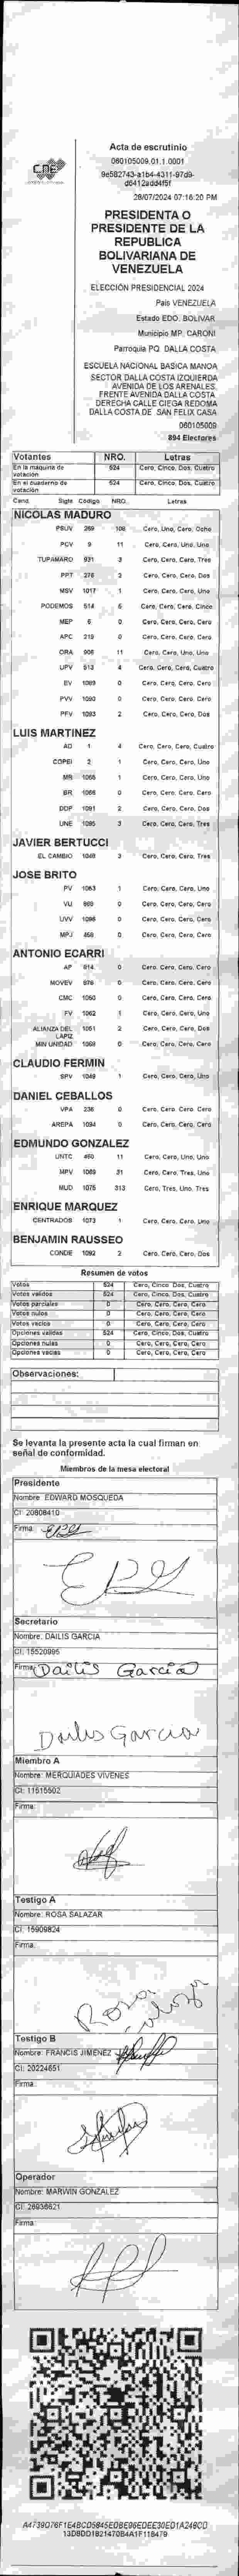 CNE
Acta de escrutinio
060105009.01.1.0001
9e582743-a1b4-4311-97d9-
d6412add4f5f
28/07/2024 07:16:20 PM
PRESIDENTA O
PRESIDENTE DE LA
REPUBLICA
BOLIVARIANA DE
VENEZUELA
ELECCIÓN PRESIDENCIAL 2024
País VENEZUELA
Estado EDO. BOLIVAR
Municipio MP. CARONI
Parroquia PQ. DALLA COSTA
ESCUELA NACIONAL BASICA MANOA
SECTOR DALLA COSTA IZQUIERDA
AVENIDA DE LOS ARENALES.
FRENTE AVENIDA DALLA COSTA
DERECHA CALLE CIEGA REDOMA
DALLA COSTA DE SAN FELIX CASA
060105009
894 Electores
Votantes NRO. Letras
En la maquina de votación 524 Cero, Cinco, Dos, Cuatro
En el cuaderno de votación 524 Cero, Cinco, Dos, Cuatro
Cand. Sigla Código NRO. Letras
NICOLAS MADURO
PSUV 269 108 Cero, Uno, Cero, Ocho
PCV 9 11 Cero, Cero, Uno, Uno
TUPAMARO 931 3 Cero, Cero, Cero, Tres
PPT 376 2 Cero, Cero, Cero, Dos
MSV 1017 1 Cero, Cero, Cero, Uno
PODEMOS 514 5 Cero, Cero, Cero, Cinco
MEP 6 0 Cero, Cero, Cero, Cero
APC 219 0 Cero, Cero, Cero, Cero
ORA 906 11 Cero, Cero, Uno, Uno
UPV 513 4 Cero, Cero, Cero, Cuatro
EV 1089 0 Cero, Cero, Cero, Cero
PVV 1090 0 Cero, Cero, Cero, Cero
PFV 1093 2 Cero, Cero, Cero, Dos
LUIS MARTINEZ
AD 1 4 Cero, Cero, Cero, Cuatro
COPEI 2 1 Cero, Cero, Cero, Uno
MR 1065 1 Cero, Cero, Cero, Uno
BR 1066 0 Cero, Cero, Cero, Cero
DDP 1091 2 Cero, Cero, Cero, Dos
UNE 1095 3 Cero, Cero, Cero, Tres
JAVIER BERTUCCI
EL CAMBIO 1048 3 Cero, Cero, Cero, Tres
JOSE BRITO
PV 1063 1 Cero, Cero, Cero, Uno
VU 869 0 Cero, Cero, Cero, Cero
UVV 1096 0 Cero, Cero, Cero, Cero
MPJ 468 0 Cero, Cero, Cero, Cero
ANTONIO ECARRI
AP 914 0 Cero, Cero, Cero, Cero
MOVEV 976 0 Cero, Cero, Cero, Cero
CMC 1060 0 Cero, Cero, Cero, Cero
FV 1062 1 Cero, Cero, Cero, Uno
ALIANZA DEL LAPIZ 1051 2 Cero, Cero, Cero, Dos
MIN UNIDAD 1069 0 Cero, Cero, Cero, Cero
CLAUDIO FERMIN
SPV 1049 1 Cero, Cero, Cero, Uno
DANIEL CEBALLOS
VPA 236 0 Cero, Cero, Cero, Cero
AREPA 1094 0 Cero, Cero, Cero, Cero
EDMUNDO GONZALEZ
UNTC 460 11 Cero, Cero, Uno, Uno
MPV 1069 31 Cero, Cero, Tres, Uno
MUD 1075 313 Cero, Tres, Uno, Tres
ENRIQUE MARQUEZ
CENTRADOS 1073 1 Cero, Cero, Cero, Uno
BENJAMIN RAUSSEO
CONDE 1092 2 Cero, Cero, Cero, Dos
Resumen de votos
Votos 524 Cero, Cinco, Dos, Cuatro
Votos validos 524 Cero, Cinco, Dos, Cuatro
Votos parciales 0 Cero, Cero, Cero, Cero
Votos nulos 0 Cero, Cero, Cero, Cero
Votos vacios 0 Cero, Cero, Cero, Cero
Opciones validas 524 Cero, Cinco, Dos, Cuatro
Opciones nulas 0 Cero, Cero, Cero, Cero
Opciones vacias 0 Cero, Cero, Cero, Cero
Observaciones:
Se levanta la presente acta la cual firman en
señal de conformidad.
Miembros de la mesa electoral
Presidente
Nombre: EDWARD MOSQUEDA
CI: 20808410
Firma:
Secretario
Nombre: DAILIS GARCIA
CI: 15520995
Firma: Dailis Garcia
Dailis Garcia
Miembro A
Nombre: MERQUIADES VIVENES
CI: 11515502
Firma:
Testigo A
Nombre: ROSA SALAZAR
CI: 15909824
Firma:
Rosa
Testigo B
Nombre: FRANCIS JIMENEZ
CI: 20224651
Firma:
Operador
Nombre: MARWIN GONZALEZ
CI: 26936621
Firma: